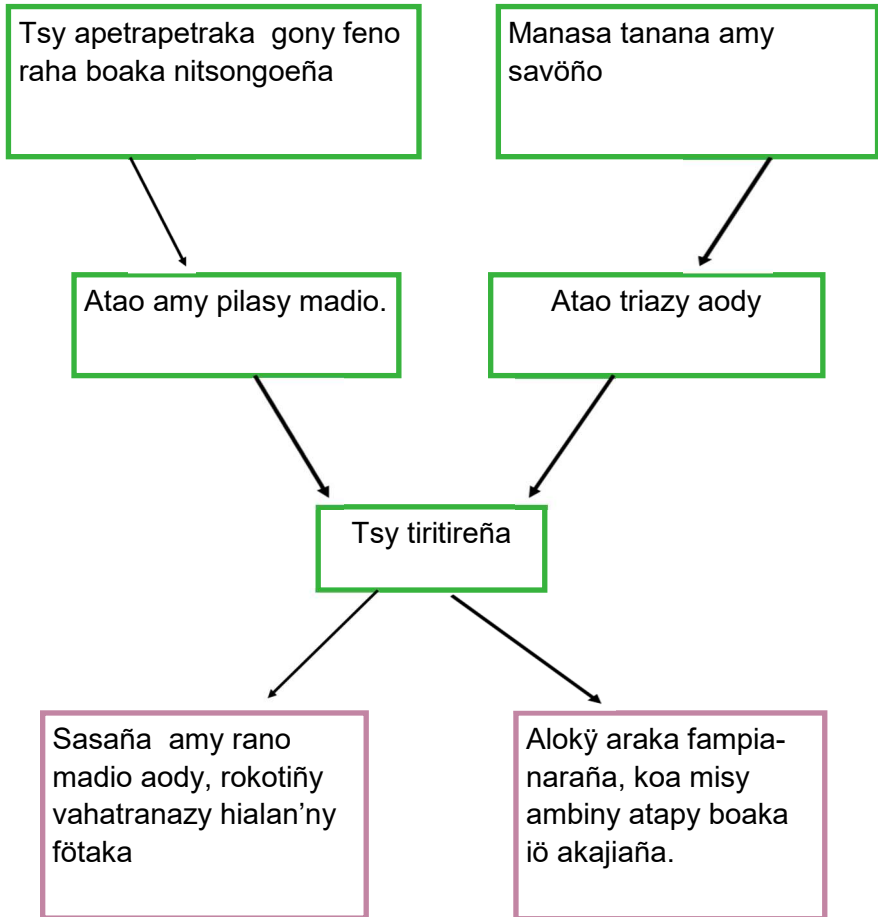 Tsy apetrapetraka gony feno
raha boaka nitsongoeña
Manasa tanana amy
savöño
Atao amy pilasy madio.
Atao triazy aody
Tsy tiritireña
Sasaña amy rano
madio aody, rokotiñy
vahatranazy hialan’ny
fötaka
Alokÿ araka fampia-
naraña, koa misy
ambiny atapy boaka
iö akajiaña.